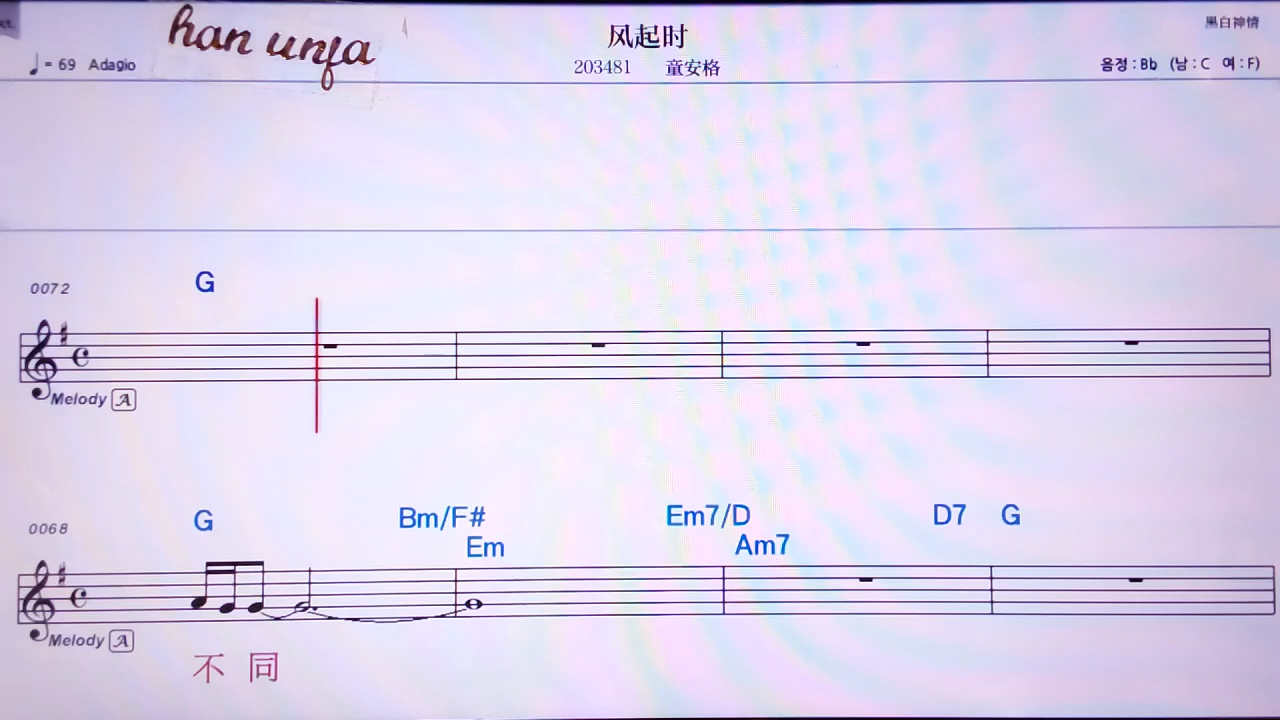 han unfa
风起时
黑白神情
♩= 69 Adagio
203481 童安格
음정 : Bb (남 : C 여 : F)
0072
G
Melody A
0068
G Bm/F# Em7/D D7 G
Em Am7
Melody A
不 同